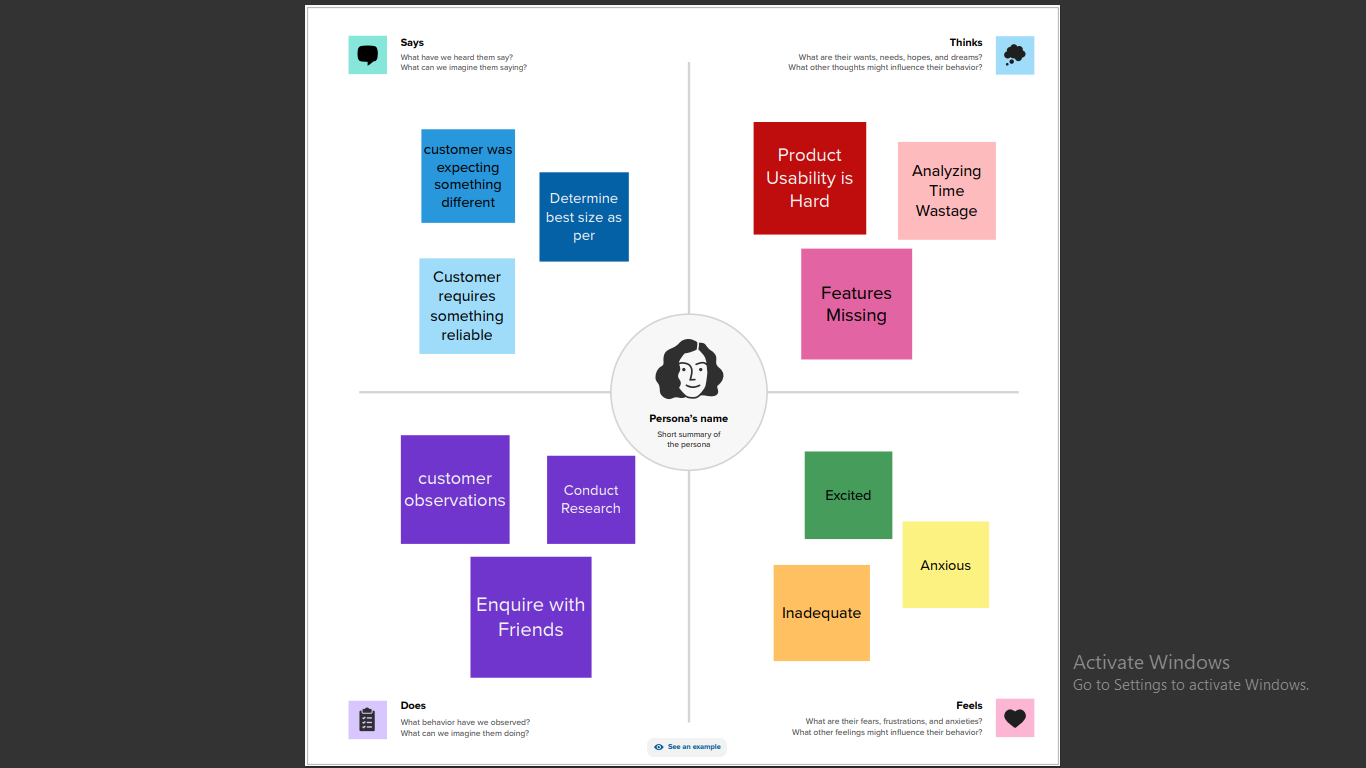 Says
What have we heard them say?
What can we imagine them saying?
Thinks
What are their wants, needs, hopes, and dreams?
What other thoughts might influence their behavior?
customer was
expecting
something
different
Determine
best size as
per
Customer
requires
something
reliable
Product
Usability is
Hard
Analyzing
Time
Wastage
Features
Missing
Persona's name
Short summary of
the persona
customer
observations
Conduct
Research
Enquire with
Friends
Excited
Anxious
Inadequate
Does
What behavior have we observed?
What can we imagine them doing?
Feels
What are their fears, frustrations, and anxieties?
What other feelings might influence their behavior?
See an example
Activate Windows
Go to Settings to activate Windows.